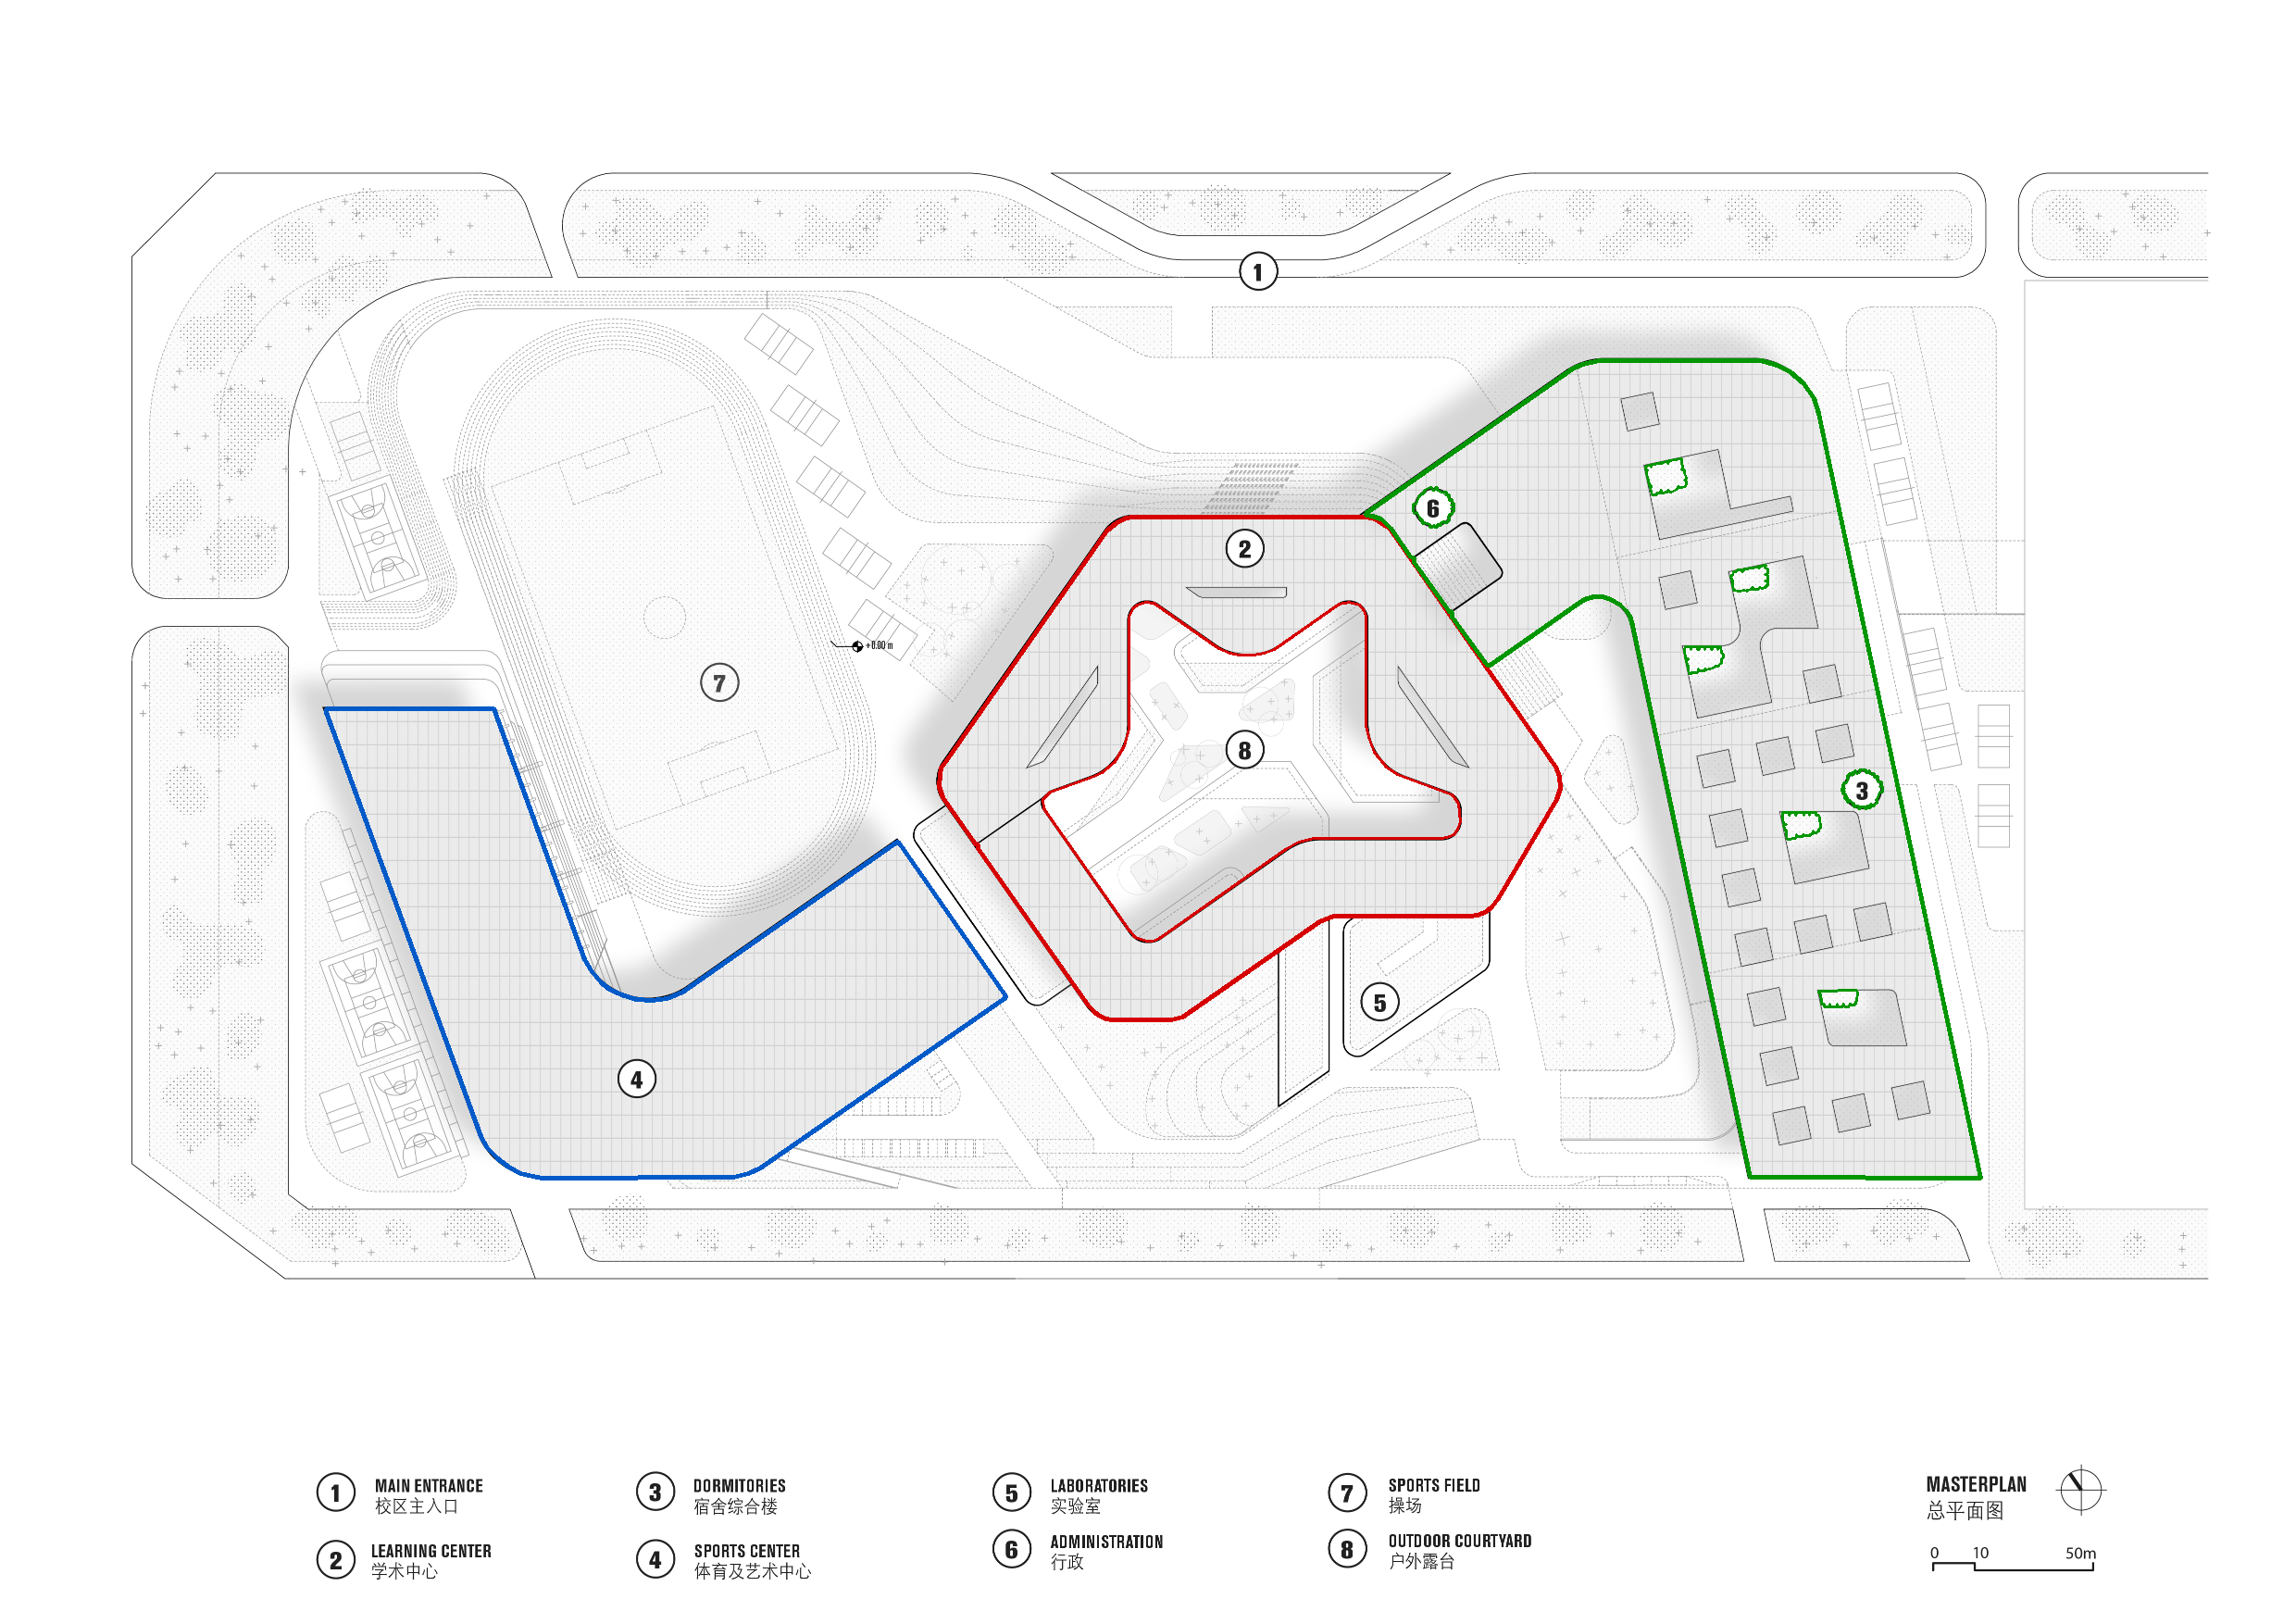 1
6
2
+0.00 m
7
8
3
5
4
1 MAIN ENTRANCE
校区主入口
3 DORMITORIES
宿舍综合楼
5 LABORATORIES
实验室
7 SPORTS FIELD
操场
2 LEARNING CENTER
学术中心
4 SPORTS CENTER
体育及艺术中心
6 ADMINISTRATION
行政
8 OUTDOOR COURTYARD
户外露台
MASTERPLAN
总平面图
0 10 50m